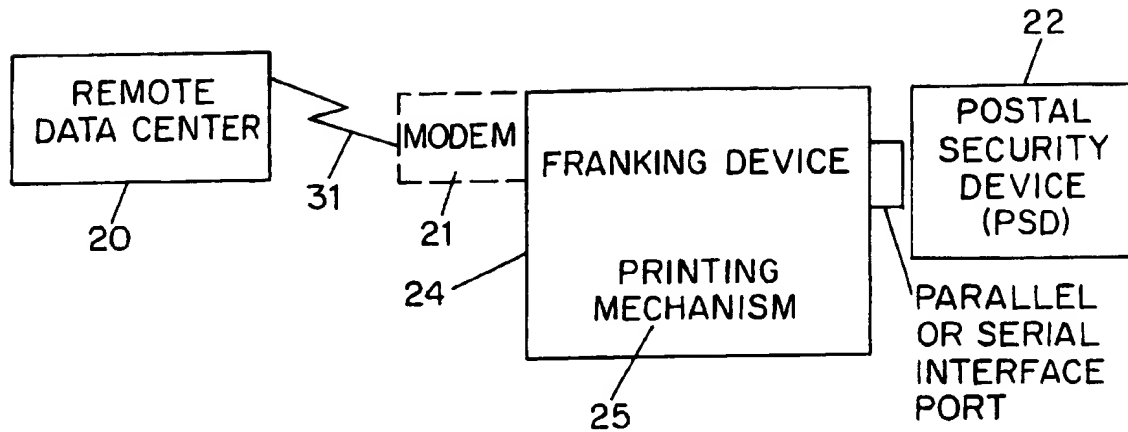 REMOTE
DATA CENTER
20
31
MODEM
21
FRANKING DEVICE
24
PRINTING
MECHANISM
25
22
POSTAL
SECURITY
DEVICE
(PSD)
PARALLEL
OR SERIAL
INTERFACE
PORT